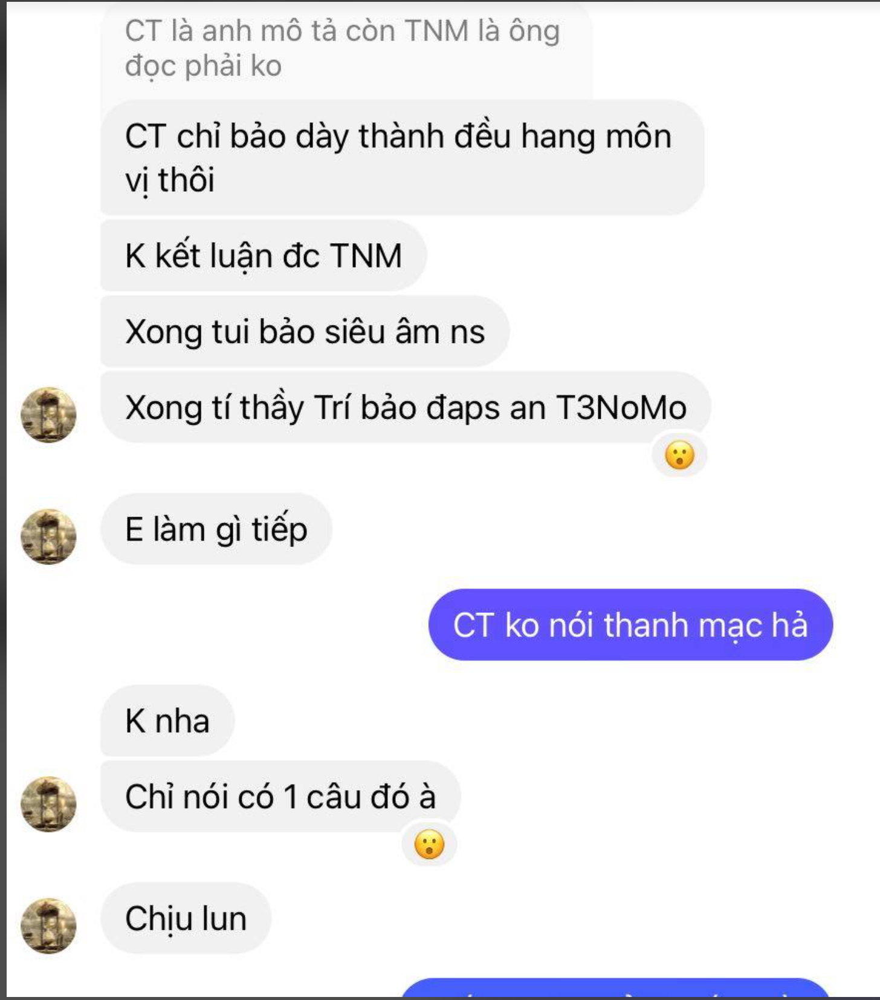 CT là anh mô tả còn TNM là ông
đọc phải ko
CT chỉ bảo dày thành đều hang môn
vị thôi
K kết luận đc TNM
Xong tui bảo siêu âm ns
Xong tí thầy Trí bảo đaps an T3NoMo
E làm gì tiếp
CT ko nói thanh mạc hả
K nha
Chỉ nói có 1 câu đó à
Chịu lun